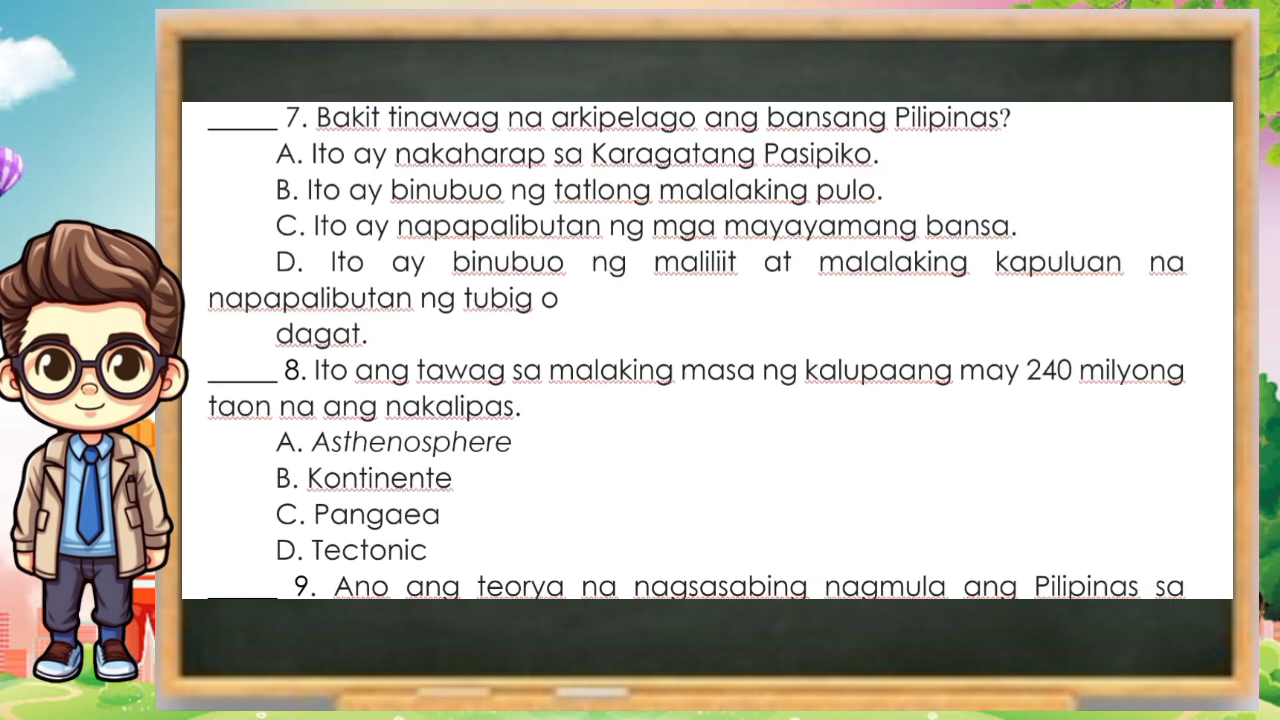 _____ 7. Bakit tinawag na arkipelago ang bansang Pilipinas?
A. Ito ay nakaharap sa Karagatang Pasipiko.
B. Ito ay binubuo ng tatlong malalaking pulo.
C. Ito ay napapalibutan ng mga mayayamang bansa.
D. Ito ay binubuo ng maliliit at malalaking kapuluan na
napapalibutan ng tubig o
dagat.
_____ 8. Ito ang tawag sa malaking masa ng kalupaang may 240 milyong
taon na ang nakalipas.
A. Asthenosphere
B. Kontinente
C. Pangaea
D. Tectonic
_____ 9. Ano ang teorya na nagsasabing nagmula ang Pilipinas sa